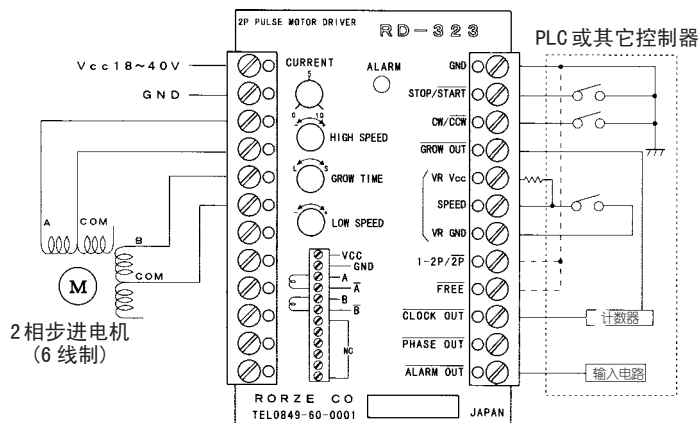 2P PULSE MOTOR DRIVER
RD-323
PLC或其它控制器
Vcc18~40V
GND
CURRENT
5
0 10
ALARM
HIGH SPEED
L S
GROW TIME
- +
LOW SPEED
GND
STOP/START
CW/CCW
GROW OUT
VR Vcc
SPEED
VR GND
1-2P/2P
FREE
CLOCK OUT
PHASE OUT
ALARM OUT
计数器
输入电路
A COM
B
COM
M
2相步进电机
(6线制)
VCC
GND
A
A
B
B
NC
RORZE CO
TEL0849-60-0001
JAPAN